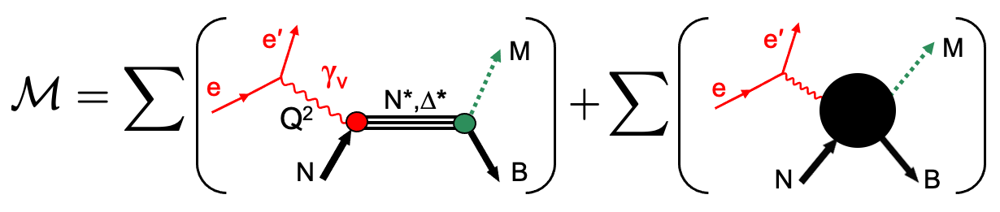 ℳ = ∑ ( e e′ γᵥ Q² N N*,Δ* M B ) + ∑ ( e e′ N M B )